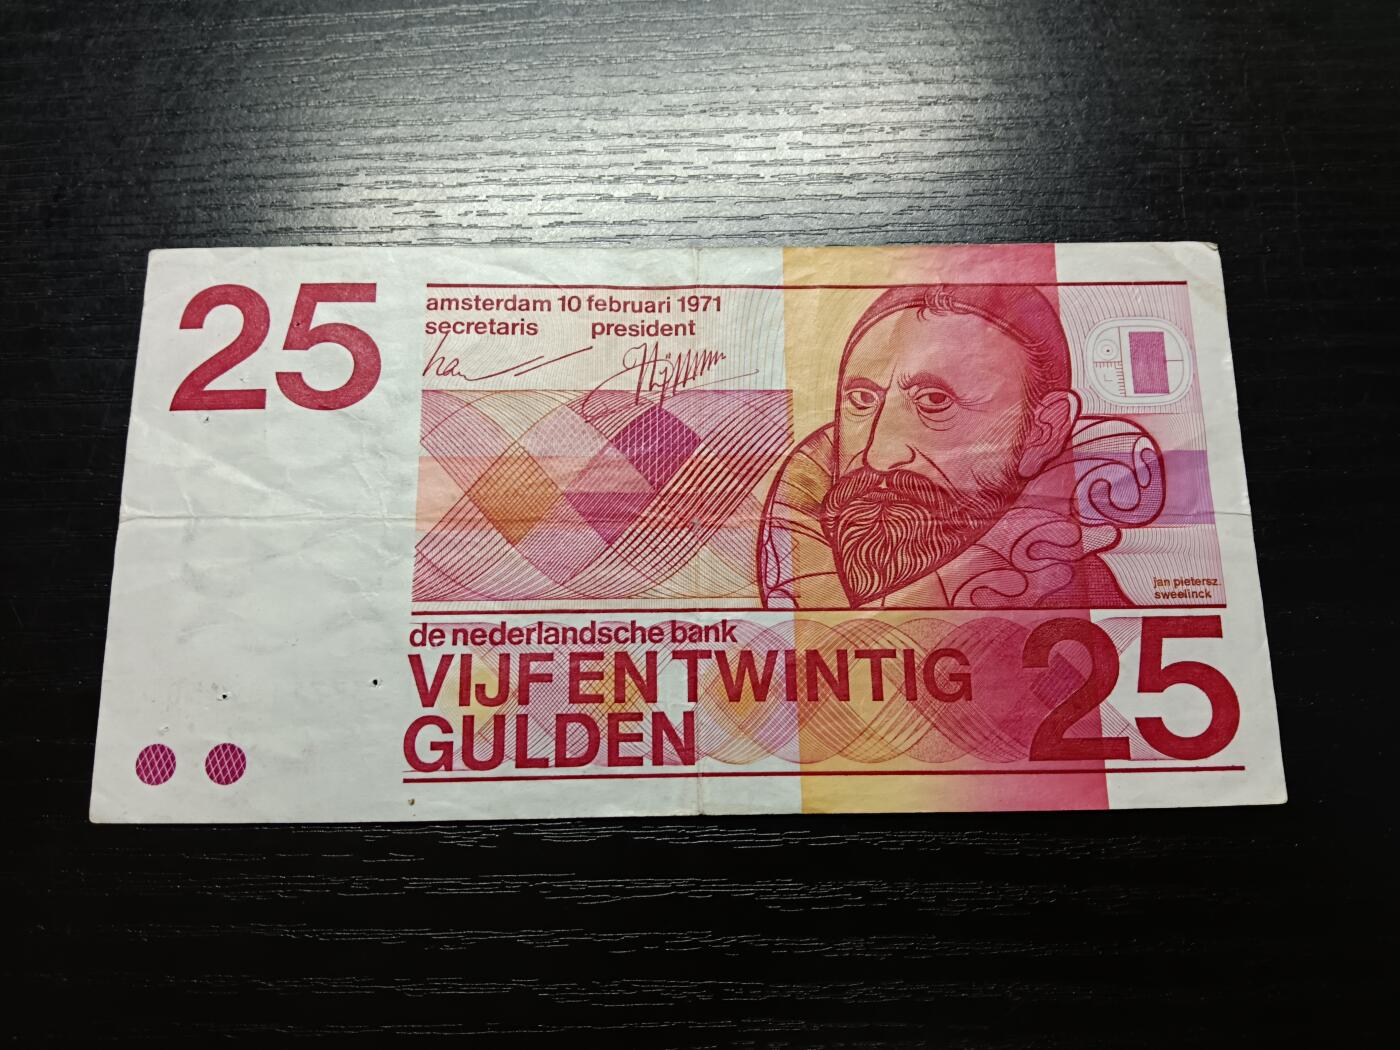 25
amsterdam 10 februari 1971
secretaris president
jan pietersz.
sweelinck
de nederlandsche bank
VIJFENTWINTIG
GULDEN
25